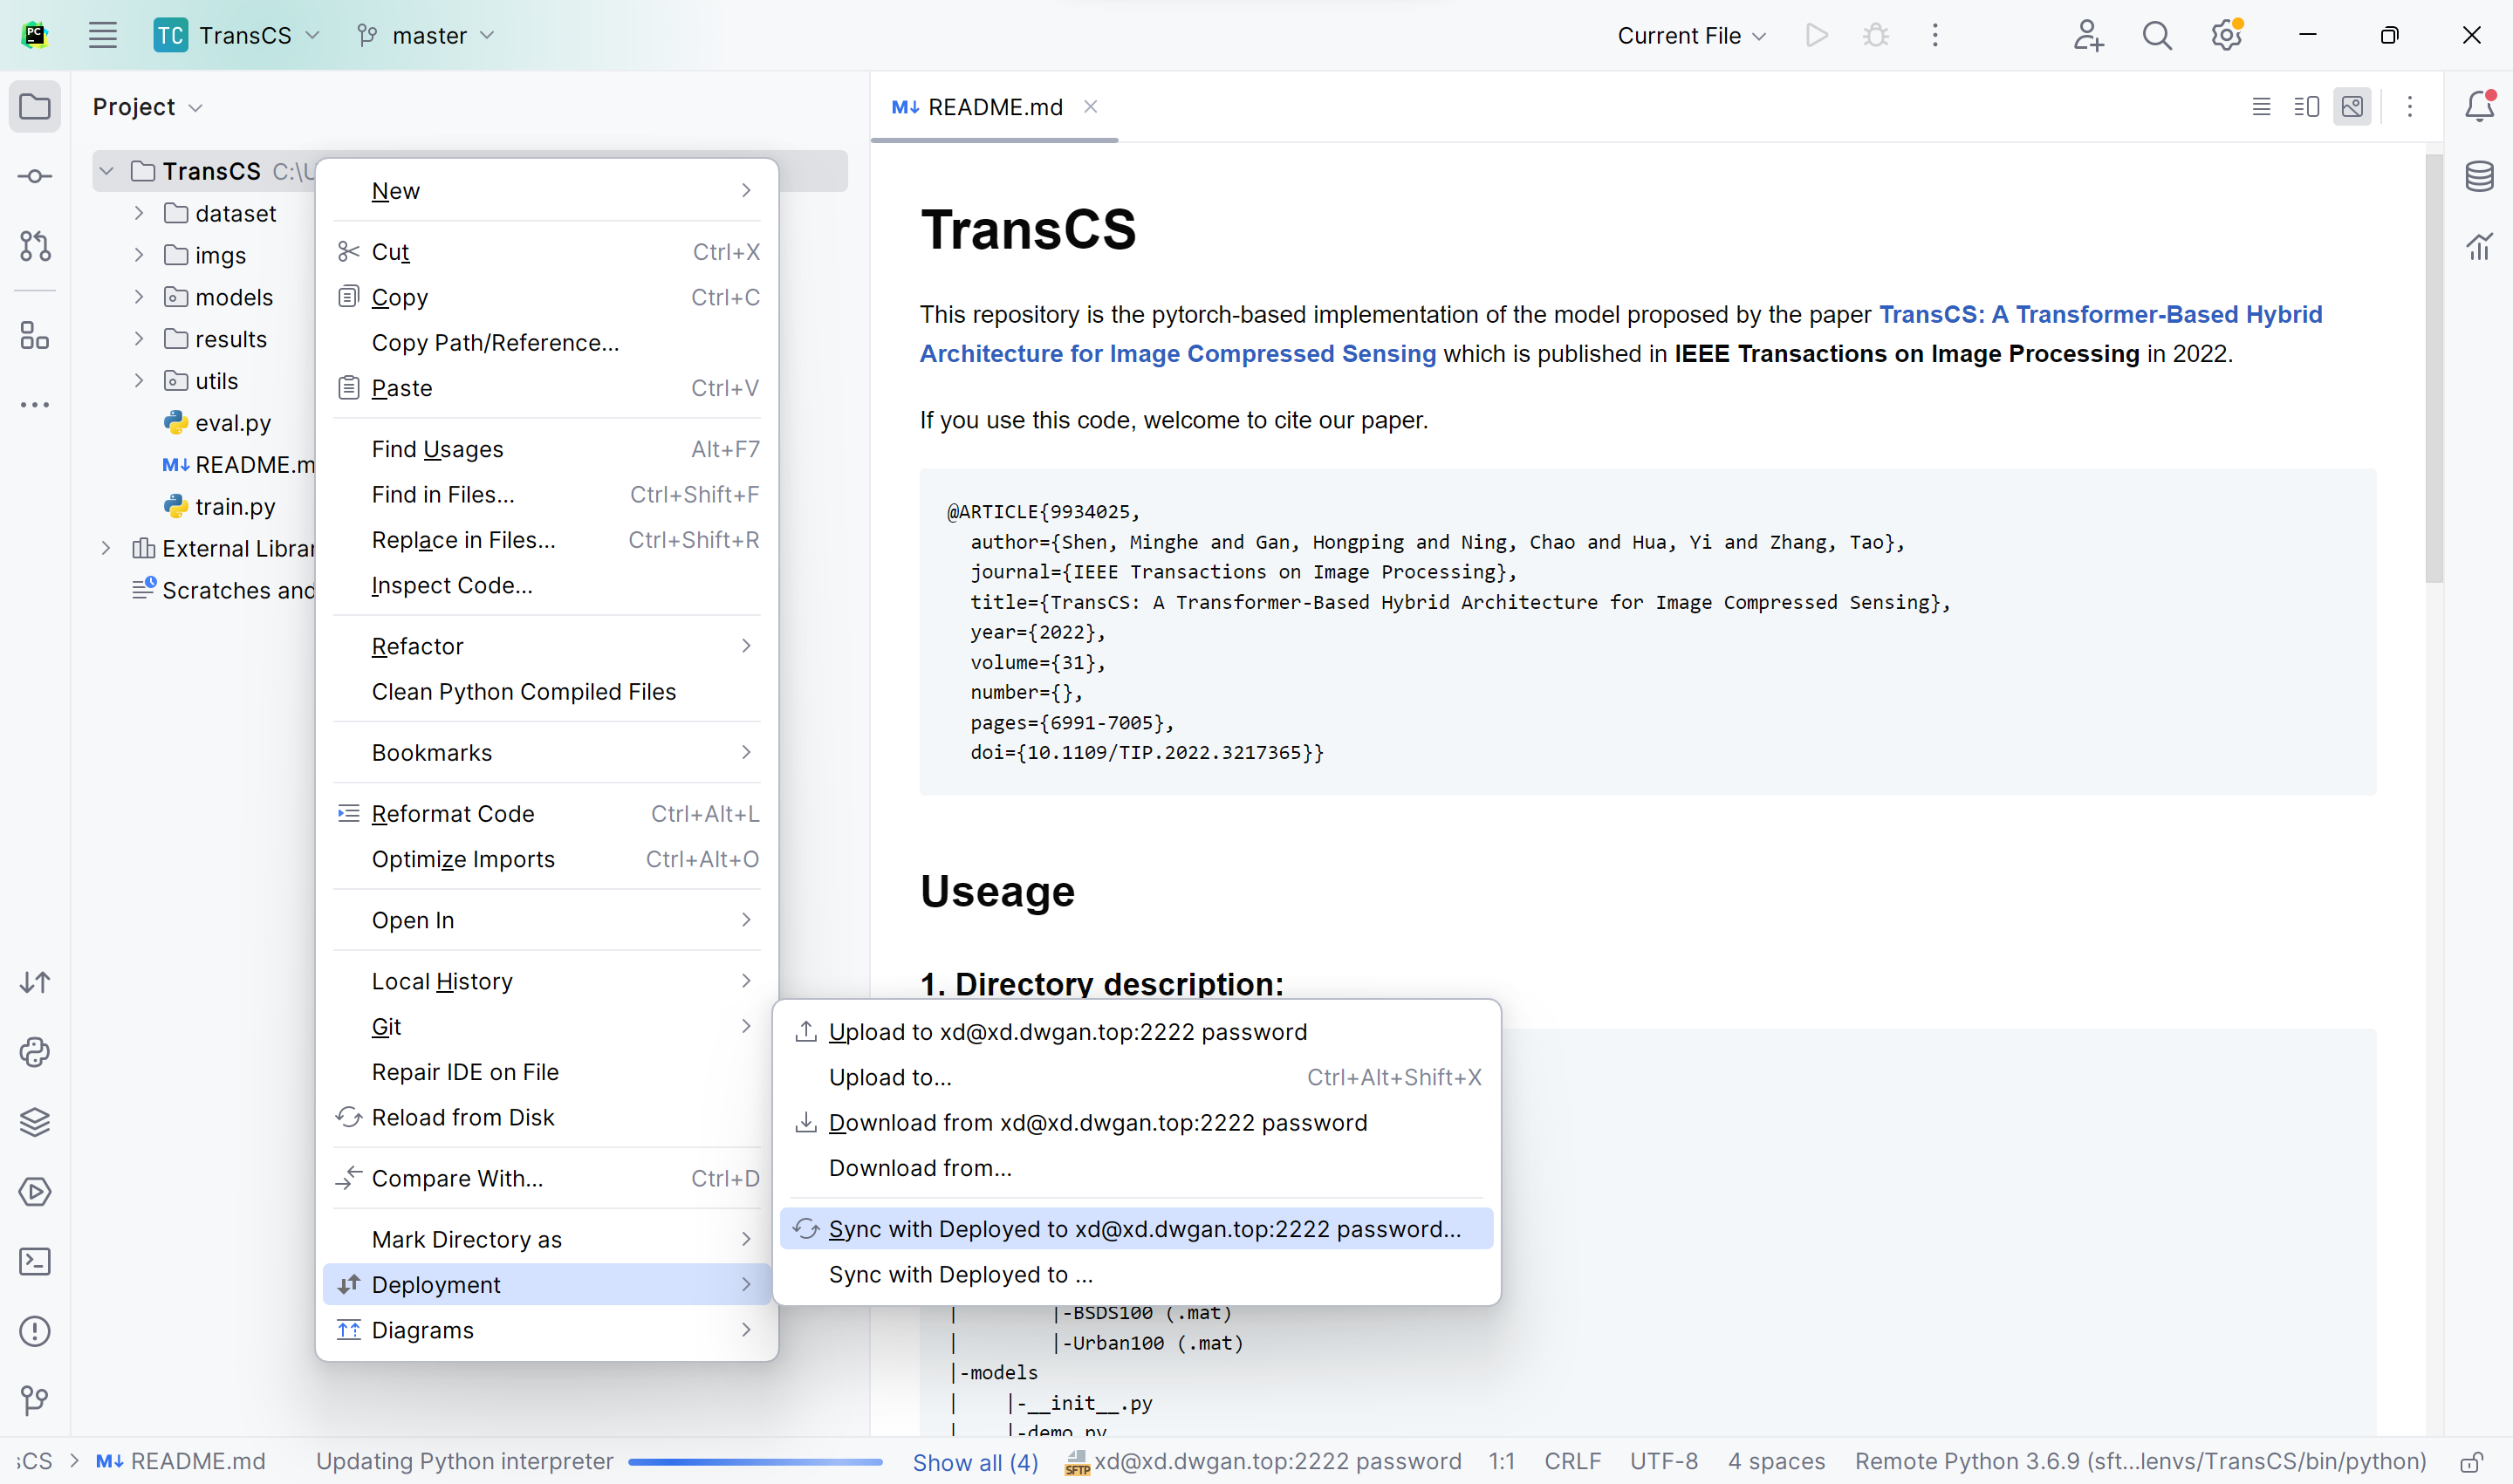 TC TransCS master Current File
Project
README.md
TransCS C:\U
dataset
imgs
models
results
utils
eval.py
README.m
train.py
External Librar
Scratches and
New
Cut Ctrl+X
Copy Ctrl+C
Copy Path/Reference...
Paste Ctrl+V
Find Usages Alt+F7
Find in Files... Ctrl+Shift+F
Replace in Files... Ctrl+Shift+R
Inspect Code...
Refactor
Clean Python Compiled Files
Bookmarks
Reformat Code Ctrl+Alt+L
Optimize Imports Ctrl+Alt+O
Open In
Local History
Git
Repair IDE on File
Reload from Disk
Compare With... Ctrl+D
Mark Directory as
Deployment
Diagrams
Upload to xd@xd.dwgan.top:2222 password
Upload to... Ctrl+Alt+Shift+X
Download from xd@xd.dwgan.top:2222 password
Download from...
Sync with Deployed to xd@xd.dwgan.top:2222 password...
Sync with Deployed to ...
TransCS
This repository is the pytorch-based implementation of the model proposed by the paper TransCS: A Transformer-Based Hybrid
Architecture for Image Compressed Sensing which is published in IEEE Transactions on Image Processing in 2022.
If you use this code, welcome to cite our paper.
@ARTICLE{9934025,
author={Shen, Minghe and Gan, Hongping and Ning, Chao and Hua, Yi and Zhang, Tao},
journal={IEEE Transactions on Image Processing},
title={TransCS: A Transformer-Based Hybrid Architecture for Image Compressed Sensing},
year={2022},
volume={31},
number={},
pages={6991-7005},
doi={10.1109/TIP.2022.3217365}}
Useage
1. Directory description:
|       |-BSDS100 (.mat)
|       |-Urban100 (.mat)
|-models
|   |-__init__.py
|   |-demo.py
sCS > README.md Updating Python interpreter Show all (4) SFTP xd@xd.dwgan.top:2222 password 1:1 CRLF UTF-8 4 spaces Remote Python 3.6.9 (sft...lenvs/TransCS/bin/python)